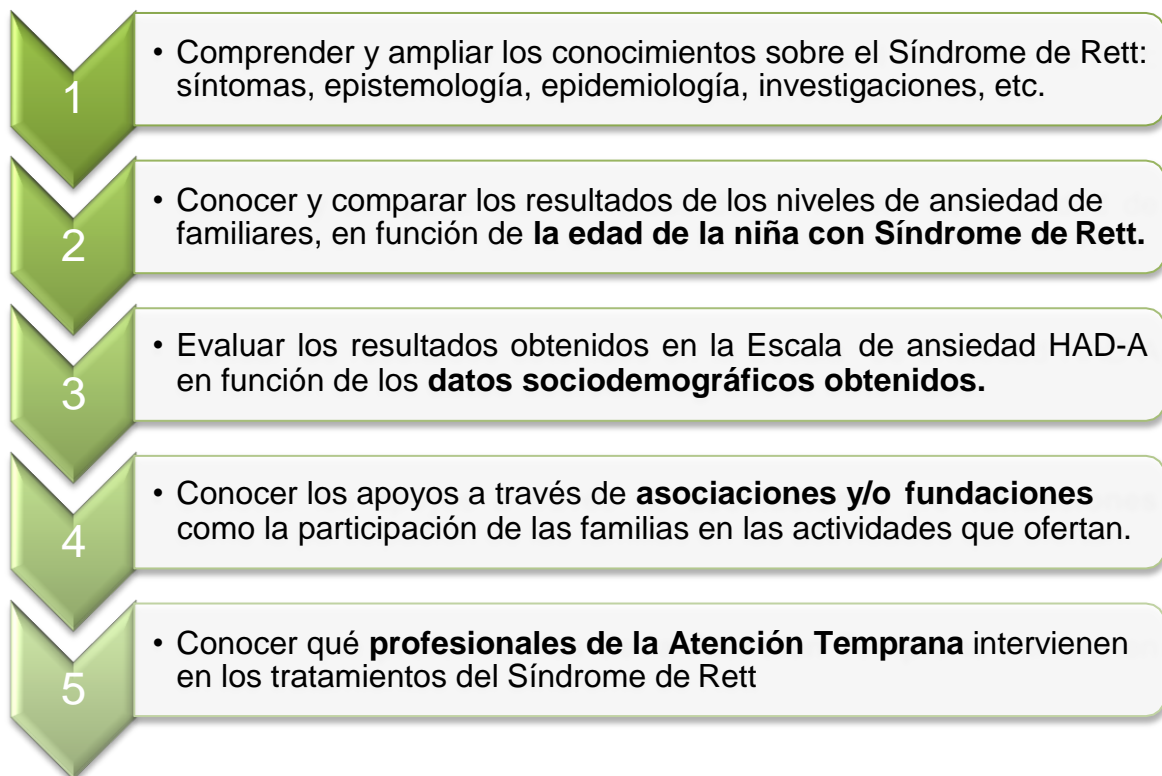 1
• Comprender y ampliar los conocimientos sobre el Síndrome de Rett:
síntomas, epistemología, epidemiología, investigaciones, etc.
2
• Conocer y comparar los resultados de los niveles de ansiedad de
familiares, en función de la edad de la niña con Síndrome de Rett.
3
• Evaluar los resultados obtenidos en la Escala de ansiedad HAD-A
en función de los datos sociodemográficos obtenidos.
4
• Conocer los apoyos a través de asociaciones y/o fundaciones
como la participación de las familias en las actividades que ofertan.
5
• Conocer qué profesionales de la Atención Temprana intervienen
en los tratamientos del Síndrome de Rett